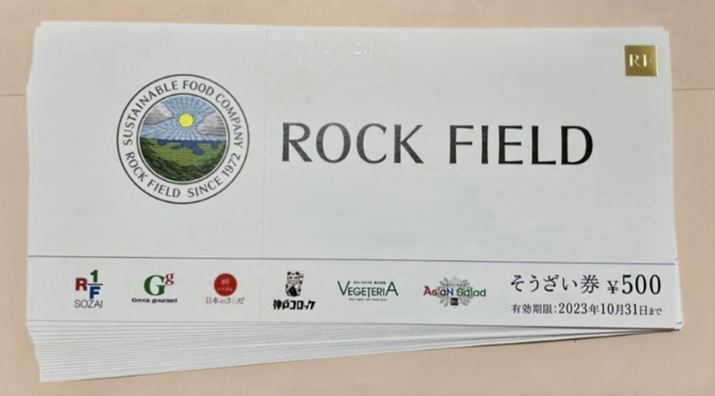 RF
SUSTAINABLE FOOD COMPANY
ROCK FIELD SINCE 1972
ROCK FIELD
R1F
SOZAI
Gg
Green gourmet
日本のさらだ
神戸コロッケ
VEGETERIA
ASIAN Salad
そうざい券 ¥500
有効期限:2023年10月31日まで